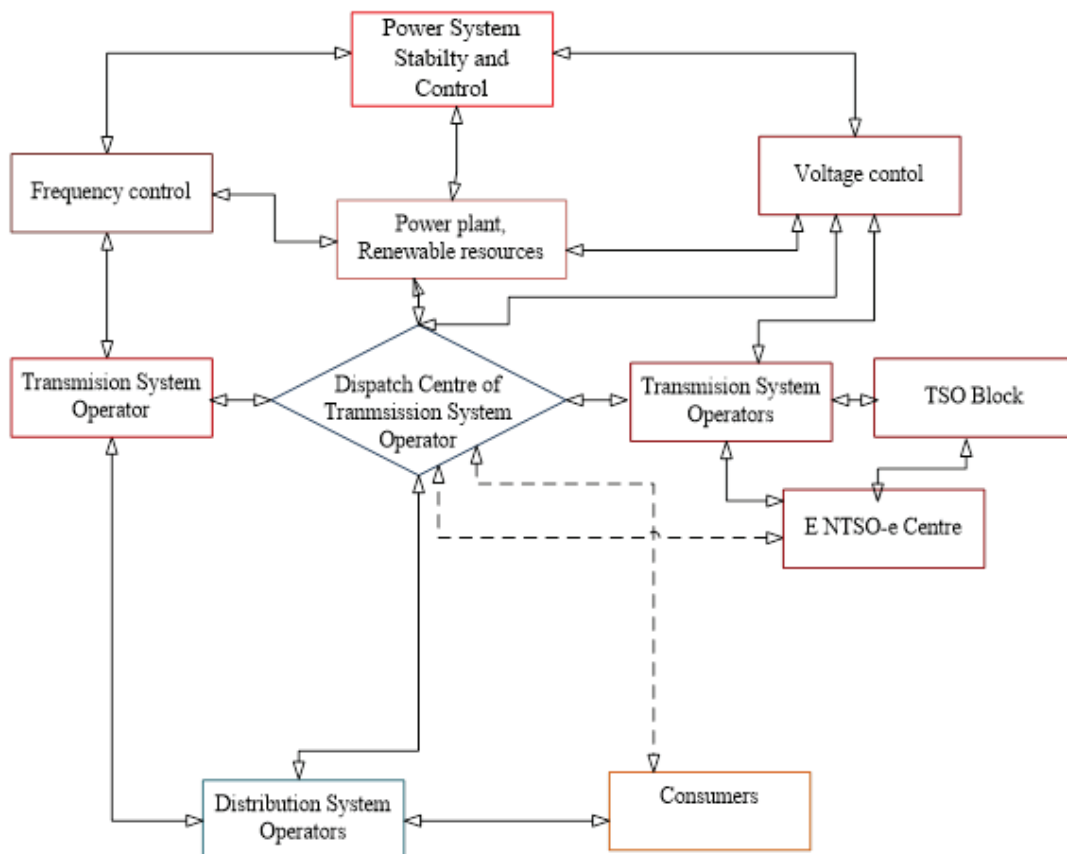 Power System
Stabilty and
Control
Frequency control
Voltage contol
Power plant,
Renewable resources
Transmision System
Operator
Dispatch Centre of
Tranmsission System
Operator
Transmision System
Operators
TSO Block
E NTSO-e Centre
Distribution System
Operators
Consumers